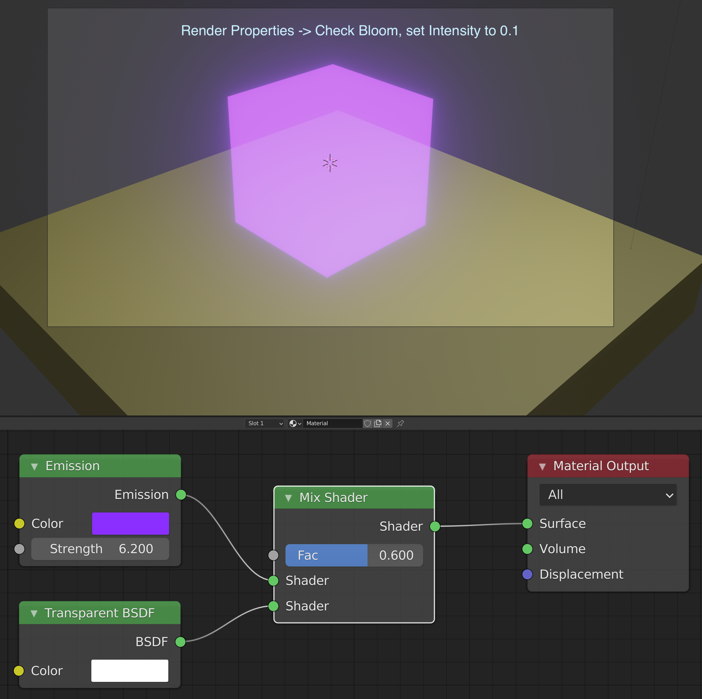 Render Properties -> Check Bloom, set Intensity to 0.1
Slot 1
Material
Emission
Emission
Color
Strength 6.200
Transparent BSDF
BSDF
Color
Mix Shader
Shader
Fac 0.600
Shader
Shader
Material Output
All
Surface
Volume
Displacement